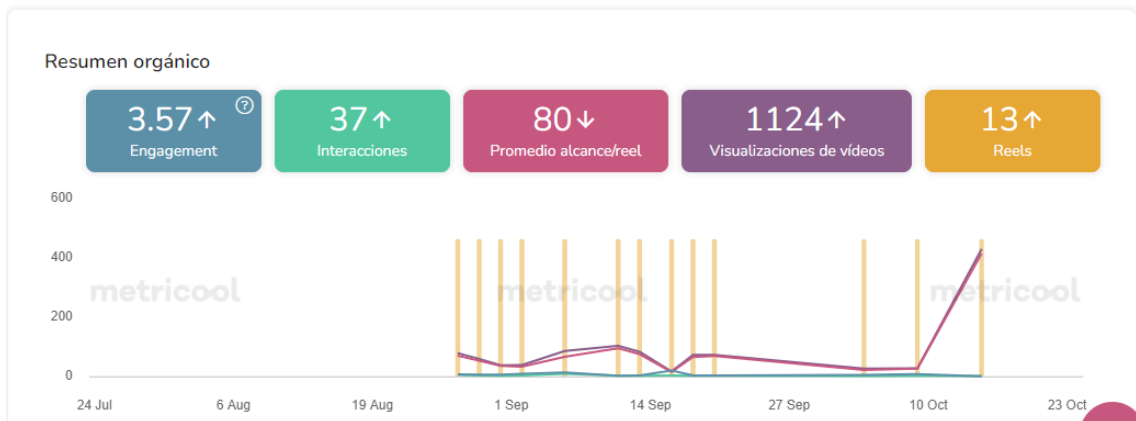 Resumen orgánico
3.57↑ ?
Engagement
37↑
Interacciones
80↓
Promedio alcance/reel
1124↑
Visualizaciones de vídeos
13↑
Reels
600
400
metricool metricool metricool
200
0
24 Jul 6 Aug 19 Aug 1 Sep 14 Sep 27 Sep 10 Oct 23 Oct